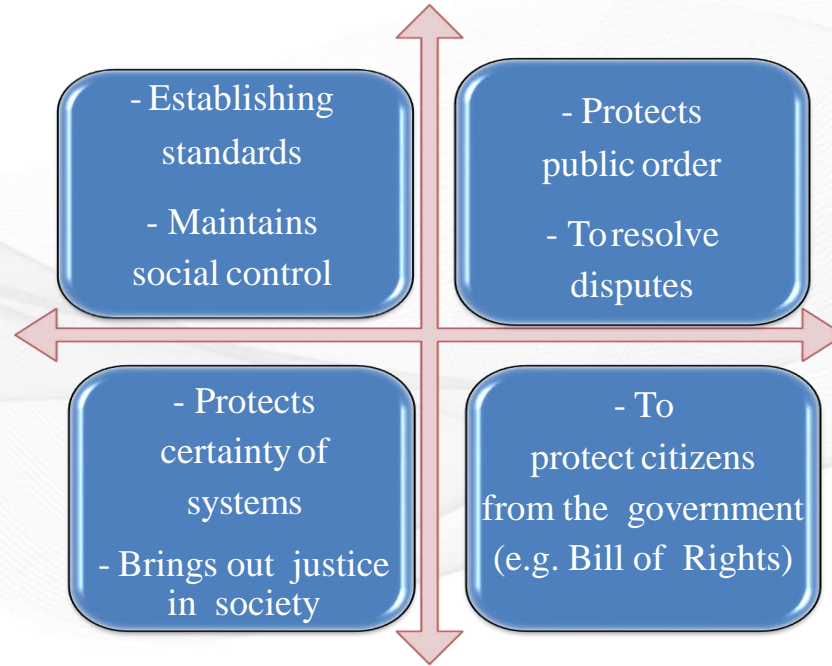 - Establishing
standards
- Maintains
social control
- Protects
public order
- To resolve
disputes
- Protects
certainty of
systems
- Brings out justice
in society
- To
protect citizens
from the government
(e.g. Bill of Rights)